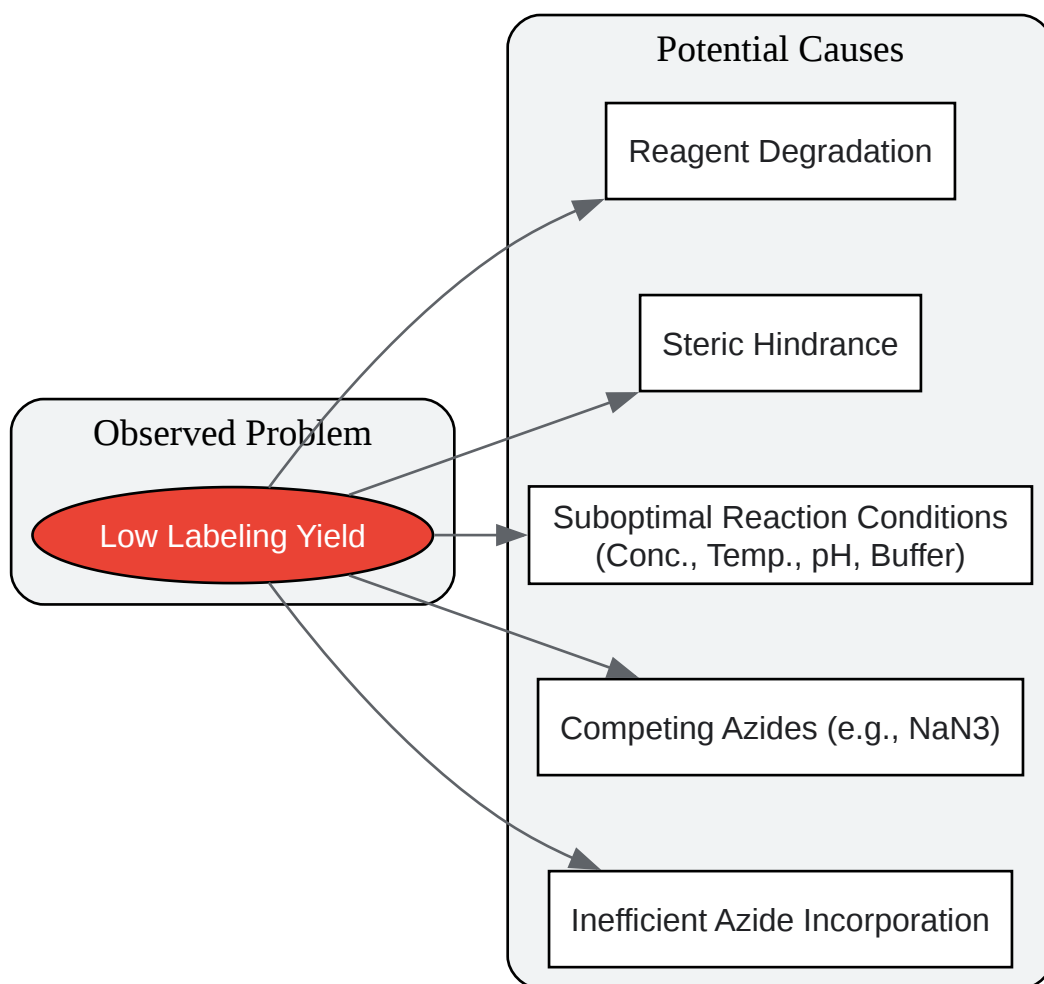 Potential Causes
Reagent Degradation
Steric Hindrance
Observed Problem
Low Labeling Yield
Suboptimal Reaction Conditions
(Conc., Temp., pH, Buffer)
Competing Azides (e.g., NaN3)
Inefficient Azide Incorporation